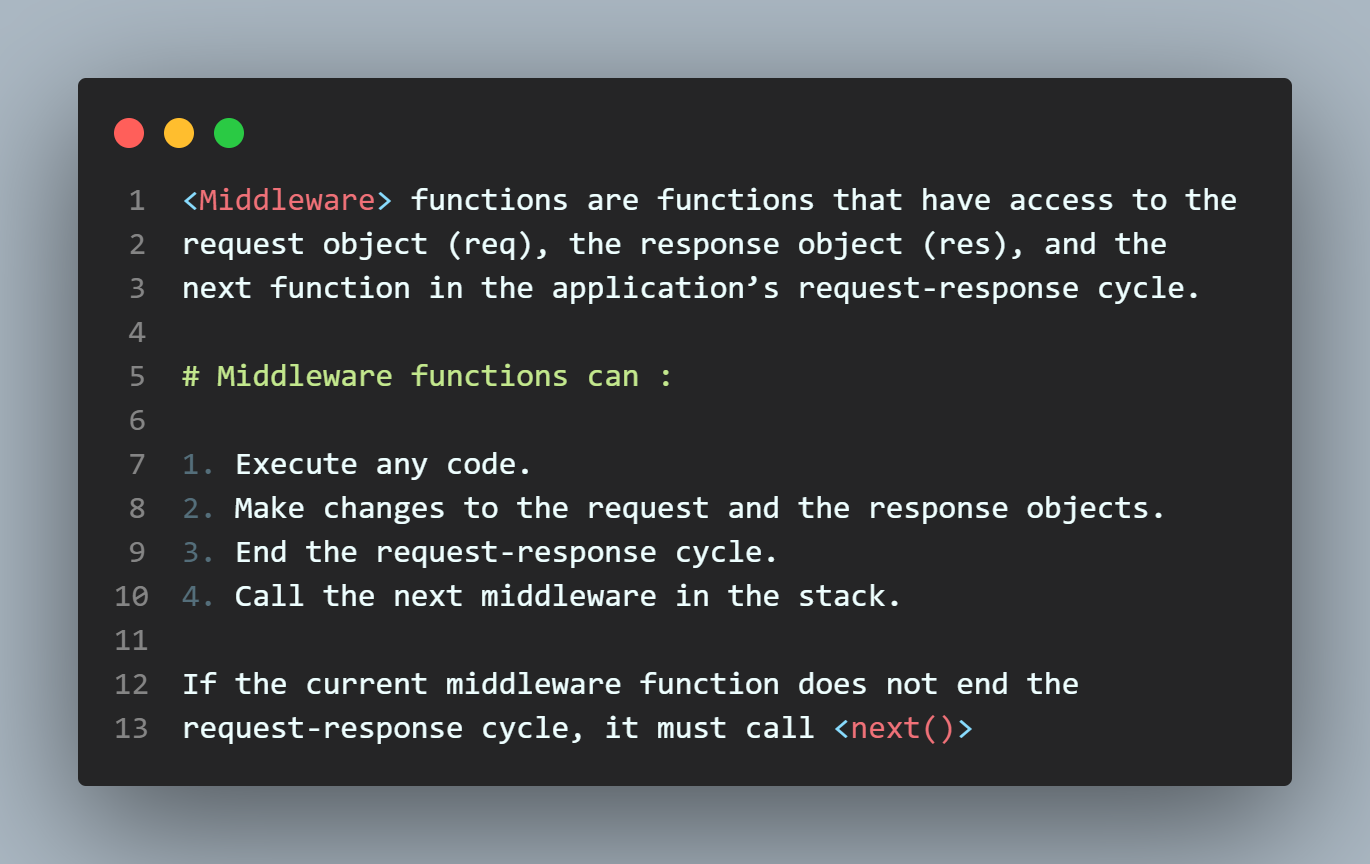 1 <Middleware> functions are functions that have access to the
2 request object (req), the response object (res), and the
3 next function in the application’s request-response cycle.
4
5 # Middleware functions can :
6
7 1. Execute any code.
8 2. Make changes to the request and the response objects.
9 3. End the request-response cycle.
10 4. Call the next middleware in the stack.
11
12 If the current middleware function does not end the
13 request-response cycle, it must call <next()>